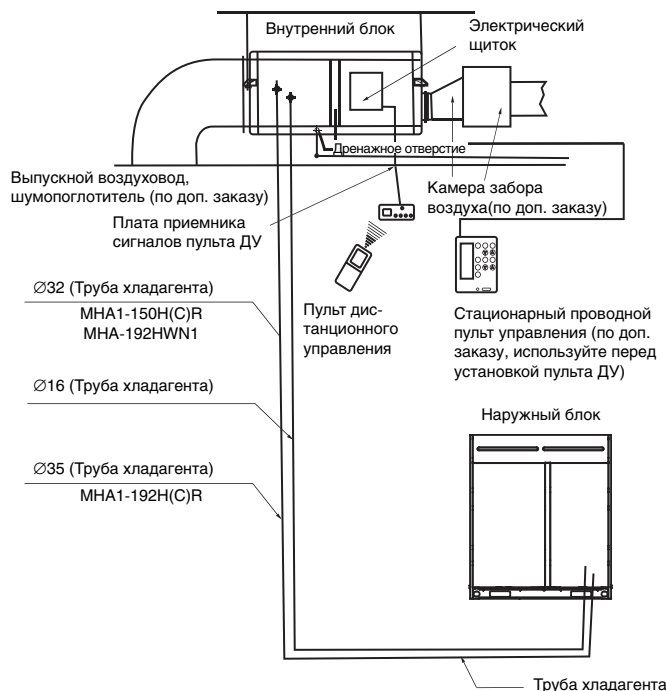 Внутренний блок
Электрический
щиток
Дренажное отверстие
Выпускной воздуховод,
шумопоглотитель (по доп. заказу)
Камера забора
воздуха(по доп. заказу)
Плата приемника
сигналов пульта ДУ
∅32 (Труба хладагента)
MHA1-150H(C)R
MHA-192HWN1
Пульт дис-
танционного
управления
Стационарный проводной
пульт управления (по доп.
заказу, используйте перед
установкой пульта ДУ)
∅16 (Труба хладагента)
Наружный блок
∅35 (Труба хладагента)
MHA1-192H(C)R
Труба хладагента